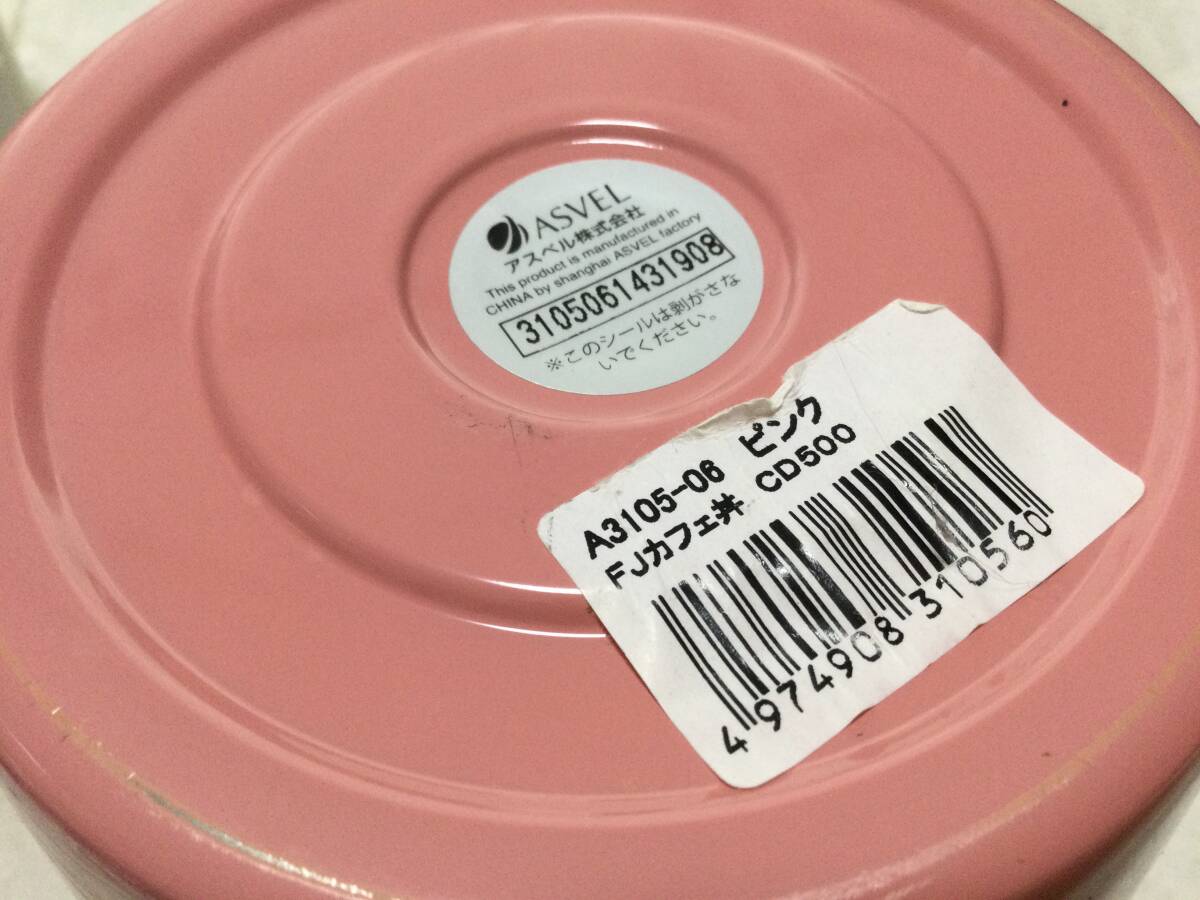 ASVEL
アスベル株式会社
This product is manufactured in
CHINA by shanghai ASVEL factory
3105061431908
※このシールは剥がさな
いでください。
A3105-06 ピンク
FJカフェ丼 CD500
4974908310560